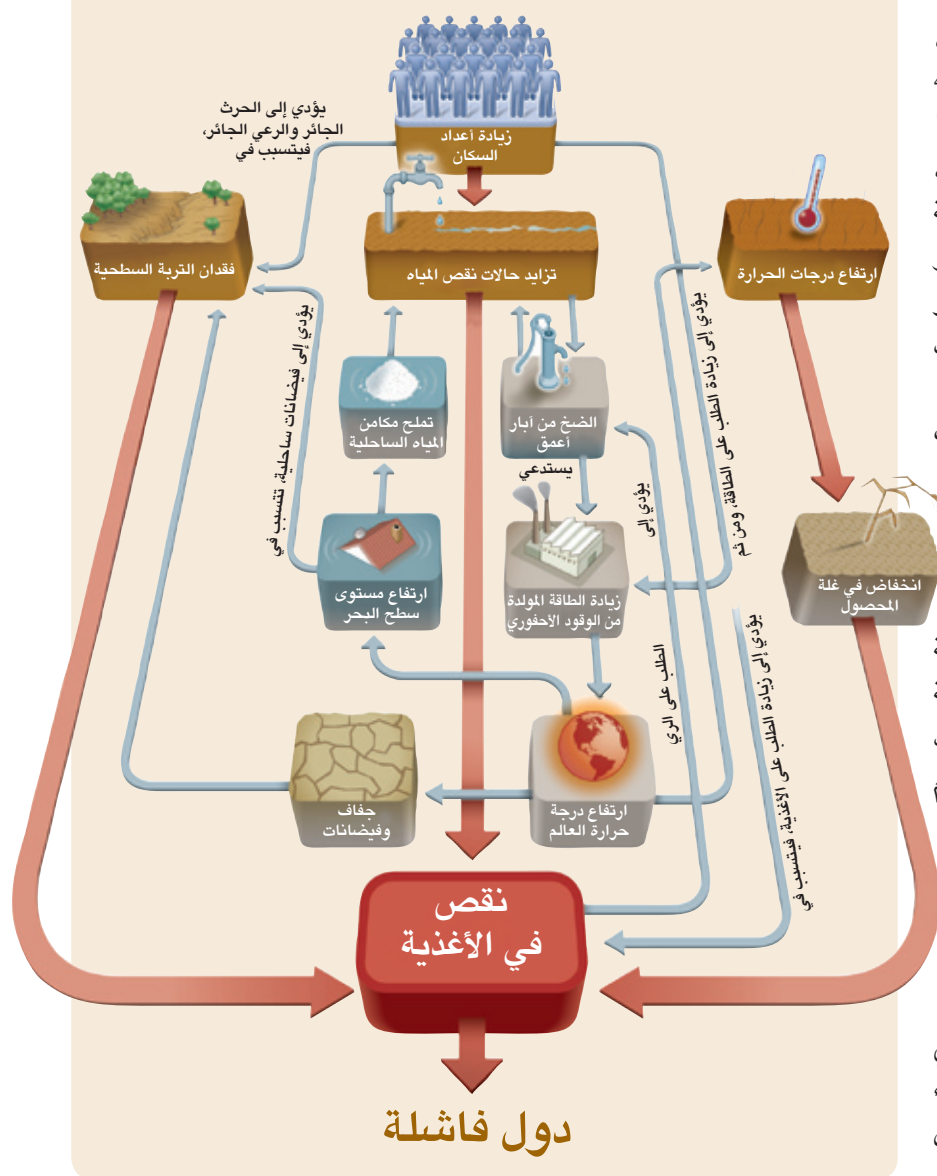 زيادة أعداد
السكان
يؤدي إلى الحرث
الجائر والرعي الجائر،
فيتسبب في
ارتفاع درجات الحرارة
تزايد حالات نقص المياه
فقدان التربة السطحية
يؤدي إلى زيادة الطلب على الطاقة، ومن ثم
يؤدي إلى فيضانات ساحلية، تتسبب في
الضخ من آبار
أعمق
تملح مكامن
المياه الساحلية
يستدعي
يؤدي إلى
الطلب على الري
انخفاض في غلة
المحصول
زيادة الطاقة المولدة
من الوقود الأحفوري
ارتفاع مستوى
سطح البحر
يؤدي إلى زيادة الطلب على الأغذية، فيتسبب في
ارتفاع درجة
حرارة العالم
جفاف
وفيضانات
نقص
في الأغذية
دول فاشلة